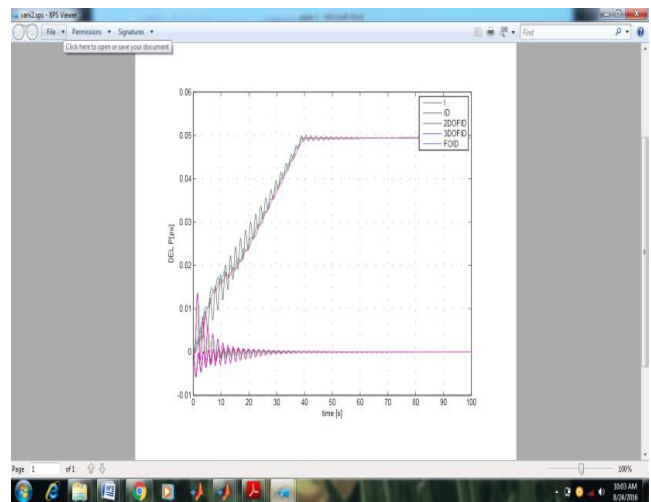 vani2.xps - XPS Viewer
File Permissions Signatures Find
Click here to open or save your document
0.06
0.05
0.04
0.03
0.02
0.01
0
-0.01
DEL P[pu]
I
ID
2DOFID
3DOFID
FOID
0 10 20 30 40 50 60 70 80 90 100
time [s]
Page 1 of 1 100%
10:03 AM
8/24/2016